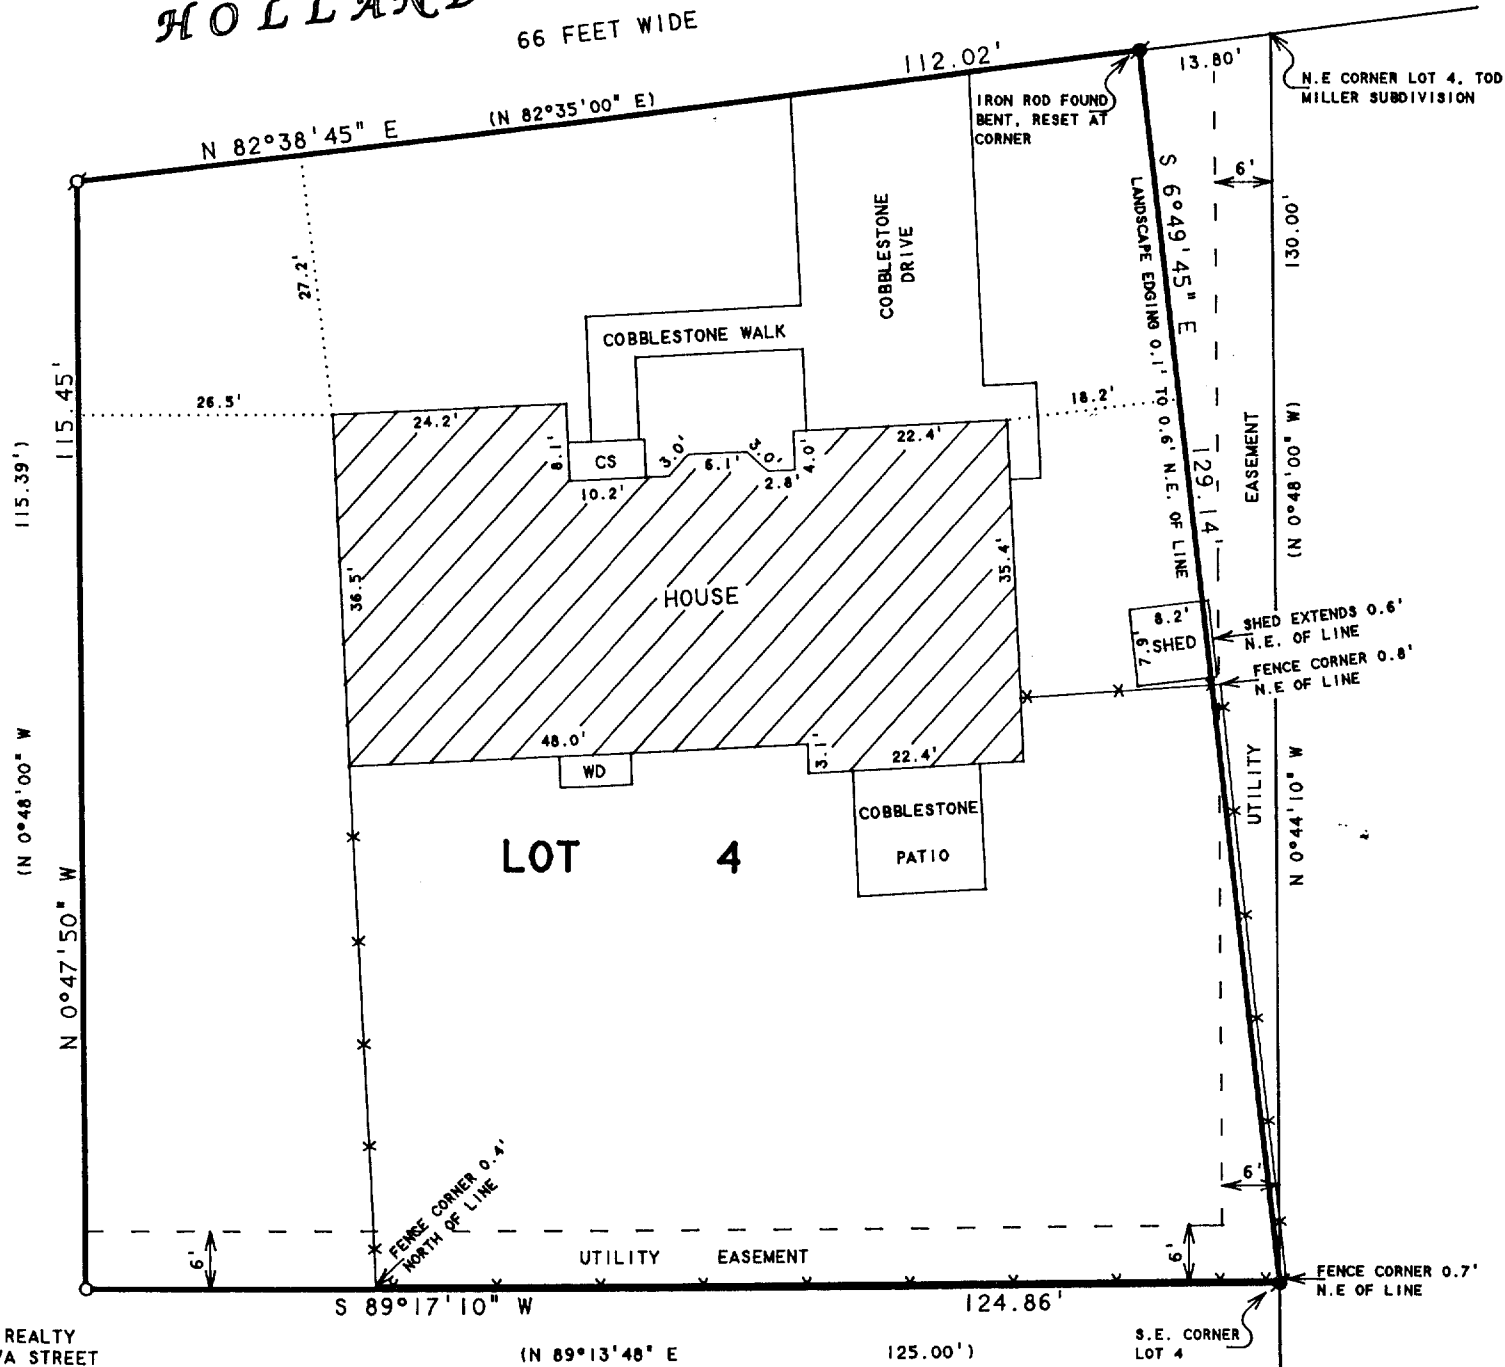 HOLLAND
66 FEET WIDE
112.02'
13.80'
N.E CORNER LOT 4, TOD
MILLER SUBDIVISION
IRON ROD FOUND
BENT, RESET AT
CORNER
(N 82°35'00" E)
N 82°38'45" E
6'
S 6°49'45" E
129.14'
LANDSCAPE EDGING 0.1' TO 0.6' N.E. OF LINE
130.00'
(N 0°48'00" W)
N 0°44'10" W
27.2'
COBBLESTONE
DRIVE
COBBLESTONE WALK
26.5'
18.2'
115.45'
N 0°47'50" W
115.39')
(N 0°48'00" W
24.2'
8.1'
CS
10.2'
3.0'
6.1'
3.0'
2.8'
4.0'
22.4'
EASEMENT
UTILITY
36.5'
HOUSE
35.4'
8.2'
7.9'
SHED
SHED EXTENDS 0.6'
N.E. OF LINE
FENCE CORNER 0.8'
N.E OF LINE
48.0'
WD
3.1'
22.4'
COBBLESTONE
PATIO
LOT 4
FENCE CORNER 0.4'
NORTH OF LINE
6'
6'
6'
UTILITY EASEMENT
FENCE CORNER 0.7'
N.E OF LINE
S 89°17'10" W
124.86'
S.E. CORNER
LOT 4
REALTY
STREET
(N 89°13'48" E
125.00')